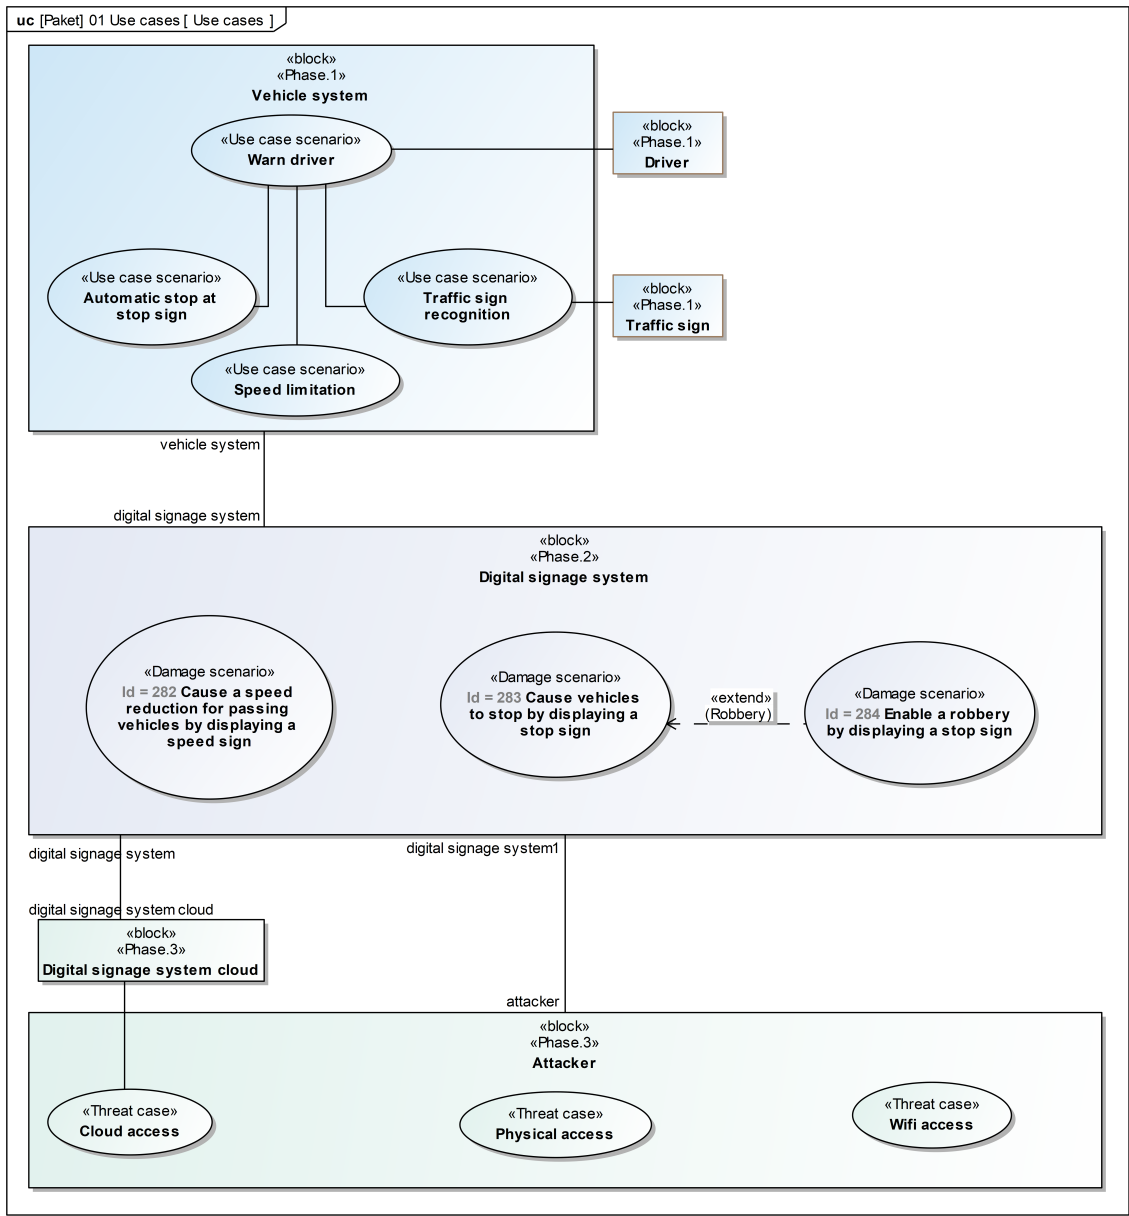 uc [Paket] 01 Use cases [ Use cases ]
«block»
«Phase.1»
Vehicle system
«Use case scenario»
Warn driver
«block»
«Phase.1»
Driver
«Use case scenario»
Automatic stop at
stop sign
«Use case scenario»
Traffic sign
recognition
«block»
«Phase.1»
Traffic sign
«Use case scenario»
Speed limitation
vehicle system
digital signage system
«block»
«Phase.2»
Digital signage system
«Damage scenario»
Id = 282 Cause a speed
reduction for passing
vehicles by displaying a
speed sign
«Damage scenario»
Id = 283 Cause vehicles
to stop by displaying a
stop sign
«extend»
(Robbery)
«Damage scenario»
Id = 284 Enable a robbery
by displaying a stop sign
digital signage system
digital signage system1
digital signage system cloud
«block»
«Phase.3»
Digital signage system cloud
attacker
«block»
«Phase.3»
Attacker
«Threat case»
Cloud access
«Threat case»
Physical access
«Threat case»
Wifi access